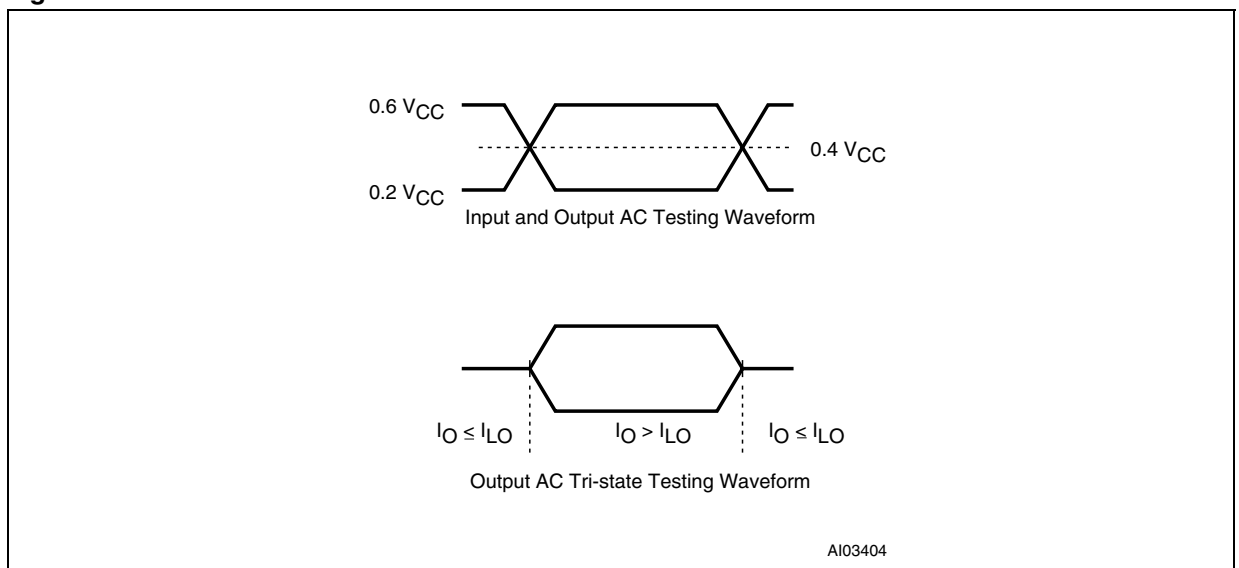 0.6 VCC
0.4 VCC
0.2 VCC
Input and Output AC Testing Waveform
IO ≤ ILO IO > ILO IO ≤ ILO
Output AC Tri-state Testing Waveform
AI03404